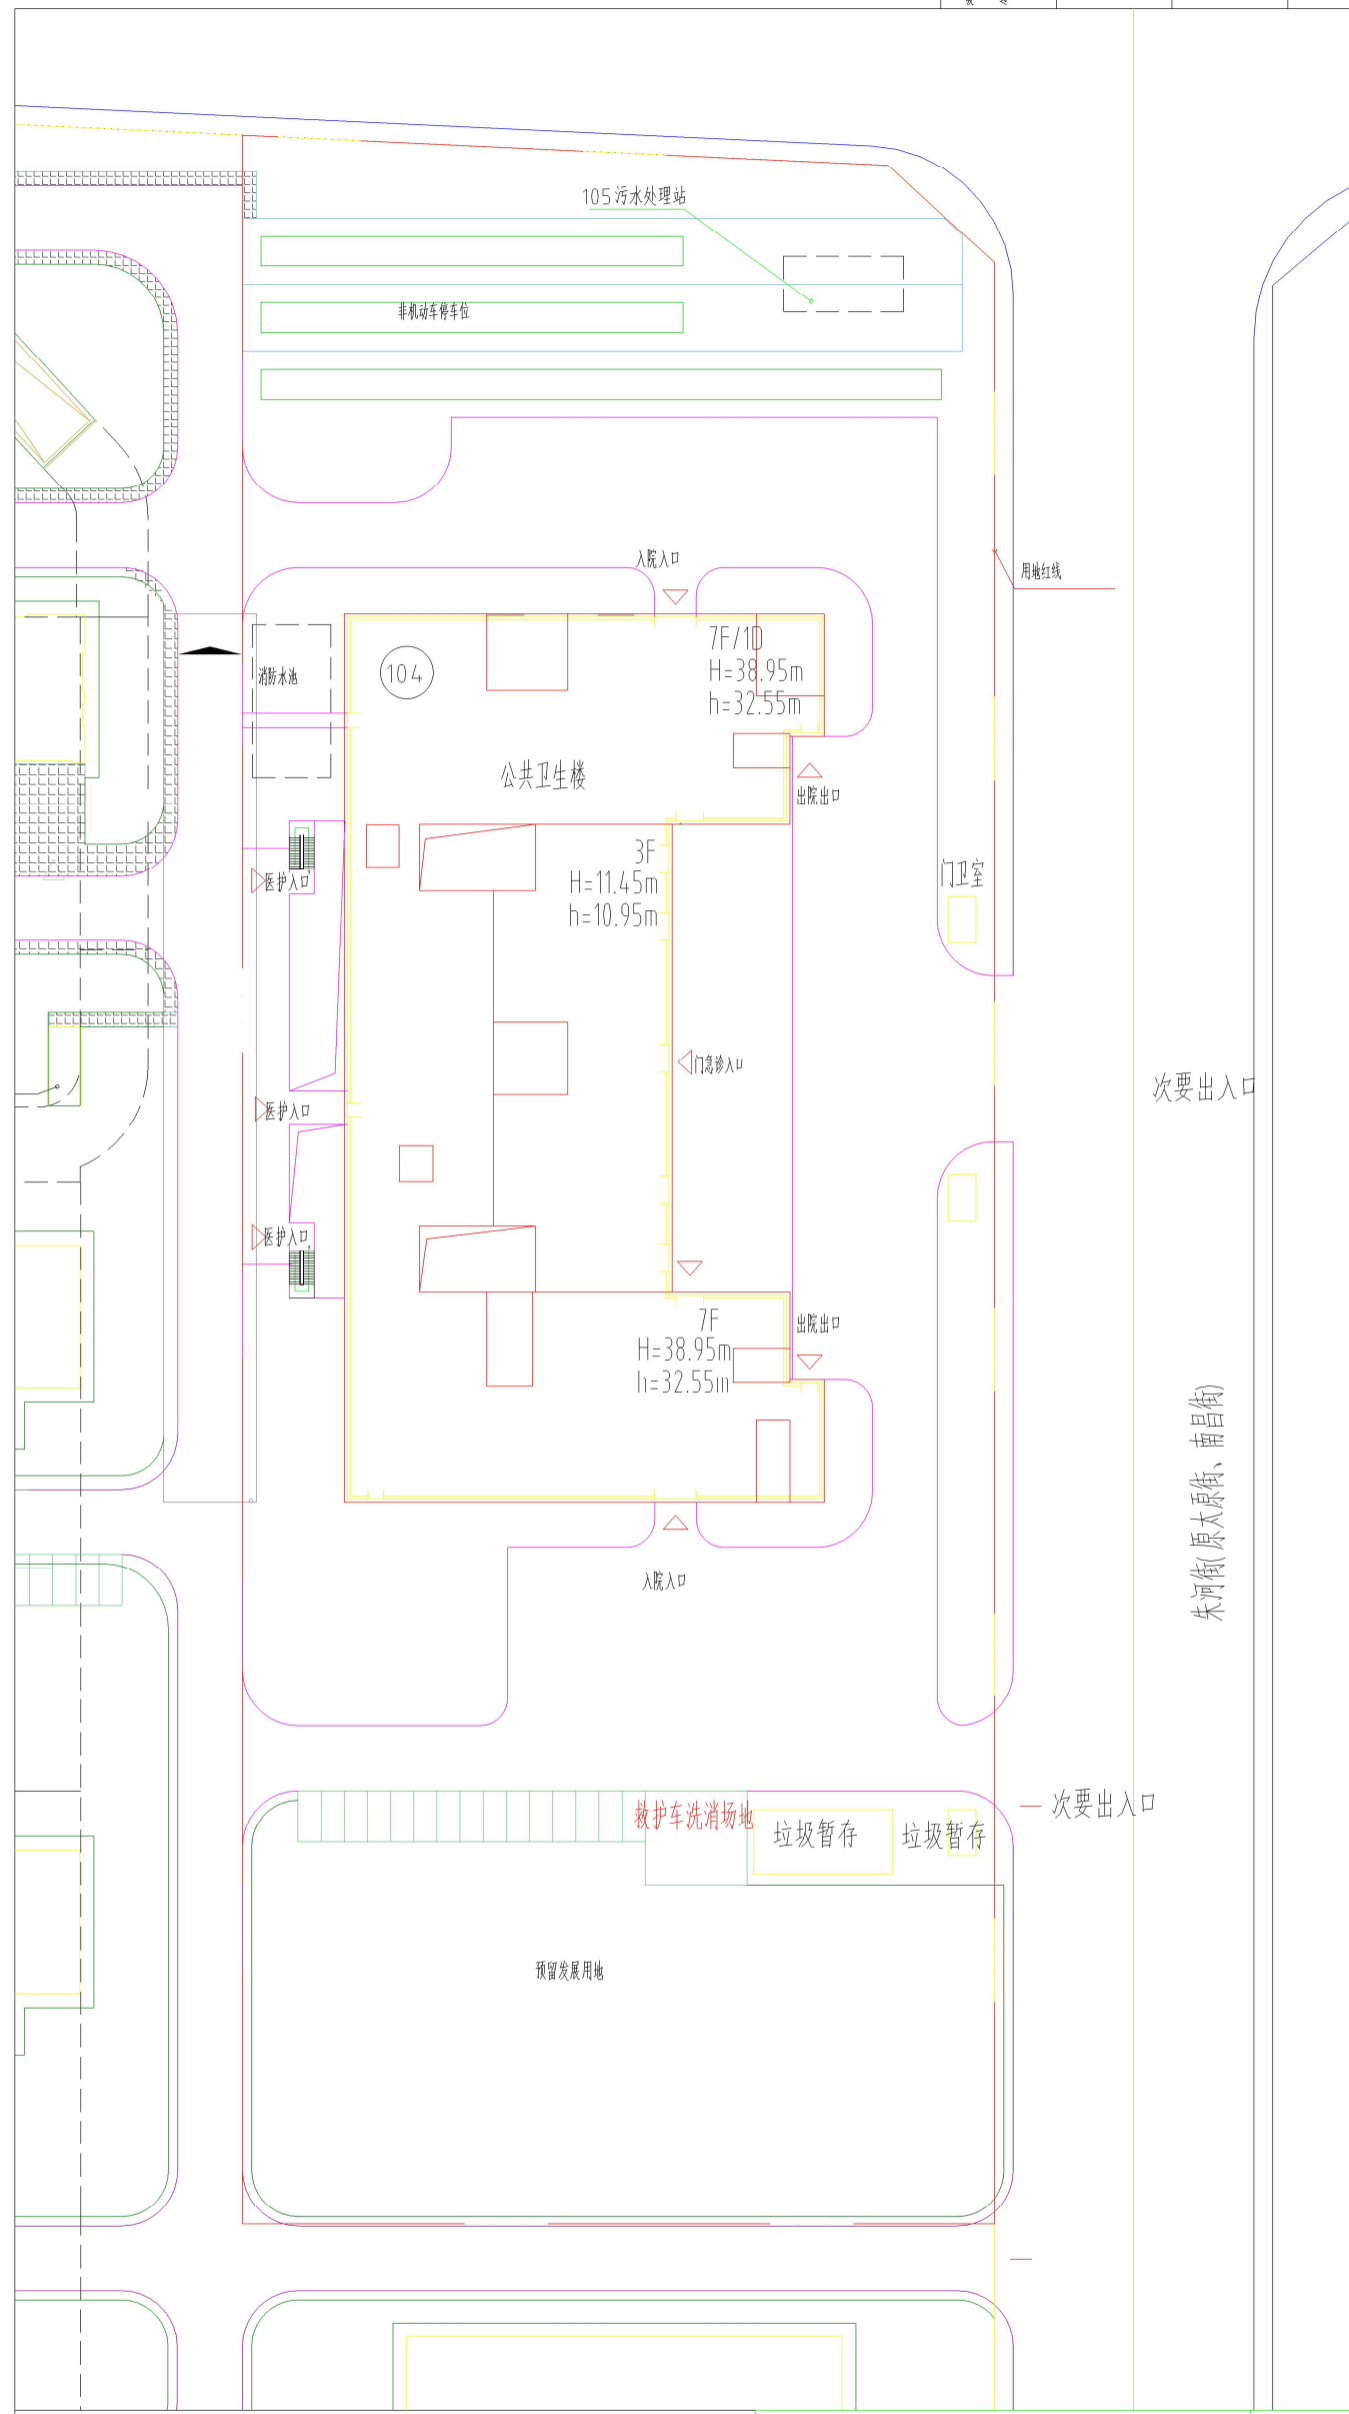 105污水处理站
非机动车停车位
入院入口
用地红线
7F/1D
H=38.95m
h=32.55m
104
消防水池
公共卫生楼
出院出口
3F
H=11.45m
h=10.95m
门卫室
医护入口
门急诊入口
次要出入口
医护入口
医护入口
7F
H=38.95m
h=32.55m
出院出口
朱河街(原太原街、南昌街)
入院入口
次要出入口
救护车洗消场地
垃圾暂存
垃圾暂存
预留发展用地